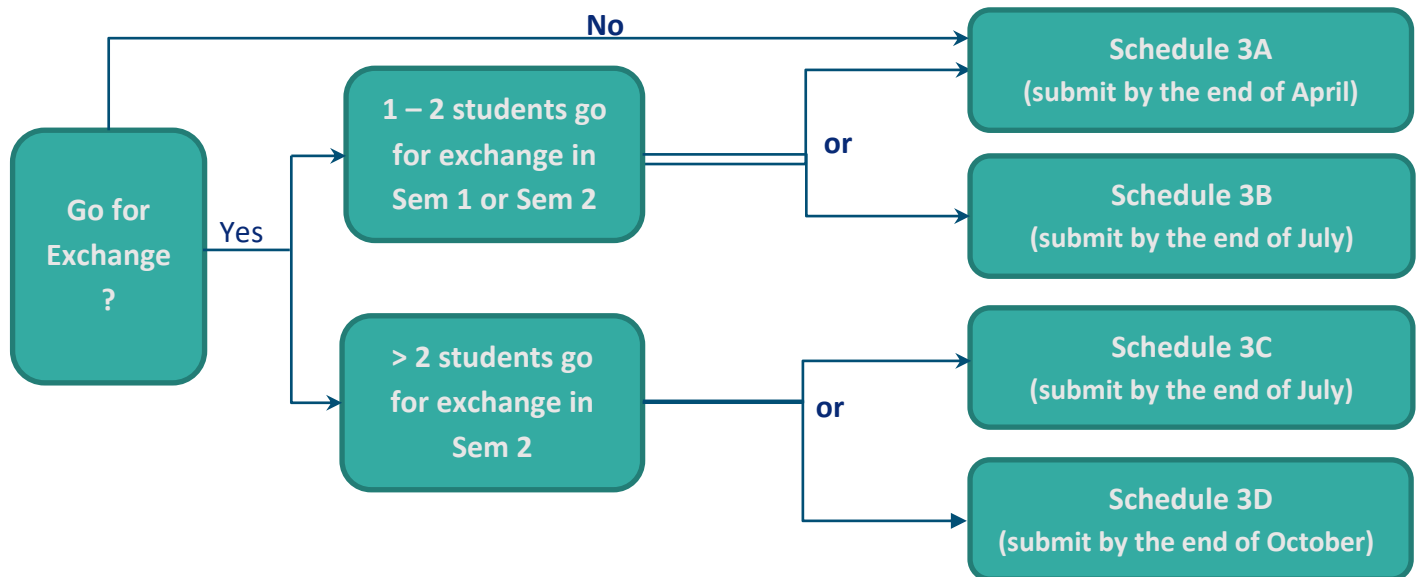 No
Go for
Exchange
?
Yes
1 – 2 students go
for exchange in
Sem 1 or Sem 2
> 2 students go
for exchange in
Sem 2
or
or
Schedule 3A
(submit by the end of April)
Schedule 3B
(submit by the end of July)
Schedule 3C
(submit by the end of July)
Schedule 3D
(submit by the end of October)